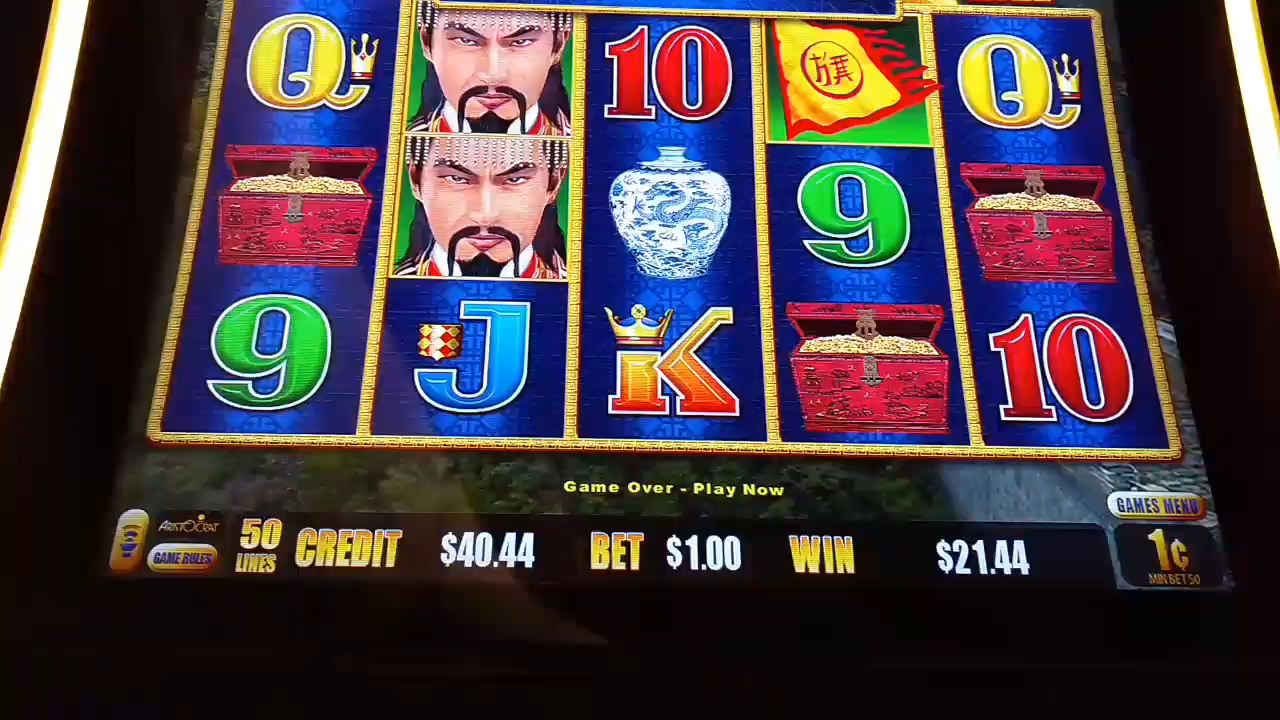 Q 10 旗 Q
9
9 J K 10
Game Over - Play Now
GAMES MENU
ARISTOCRAT
GAME RULES
50 LINES CREDIT $40.44 BET $1.00 WIN $21.44
1¢
MIN BET 50